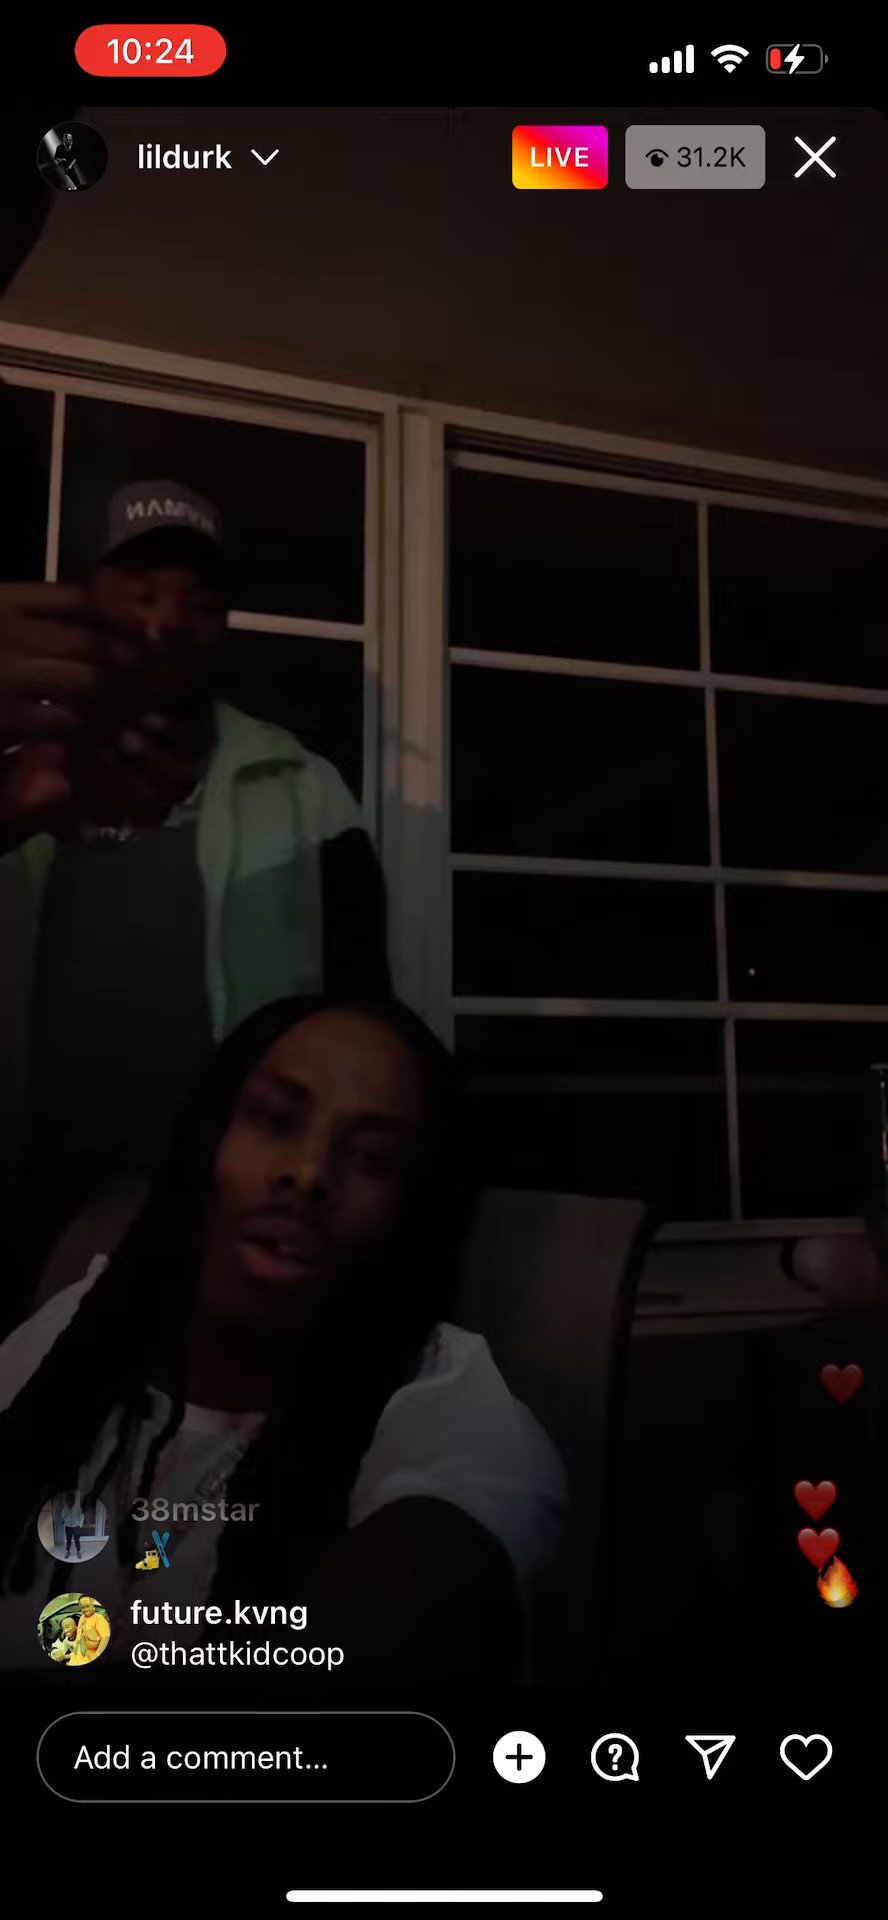 10:24
lildurk
LIVE
31.2K
38mstar
future.kvng
@thattkidcoop
Add a comment...